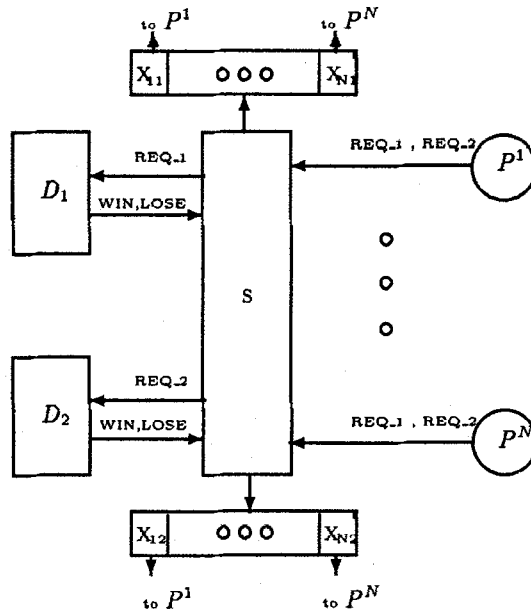 to P^1 to P^N
X_11 X_N1
REQ_1
REQ_1 , REQ_2
D_1
P^1
WIN,LOSE
S
REQ_2
REQ_1 , REQ_2
D_2
P^N
WIN,LOSE
X_12 X_N2
to P^1 to P^N